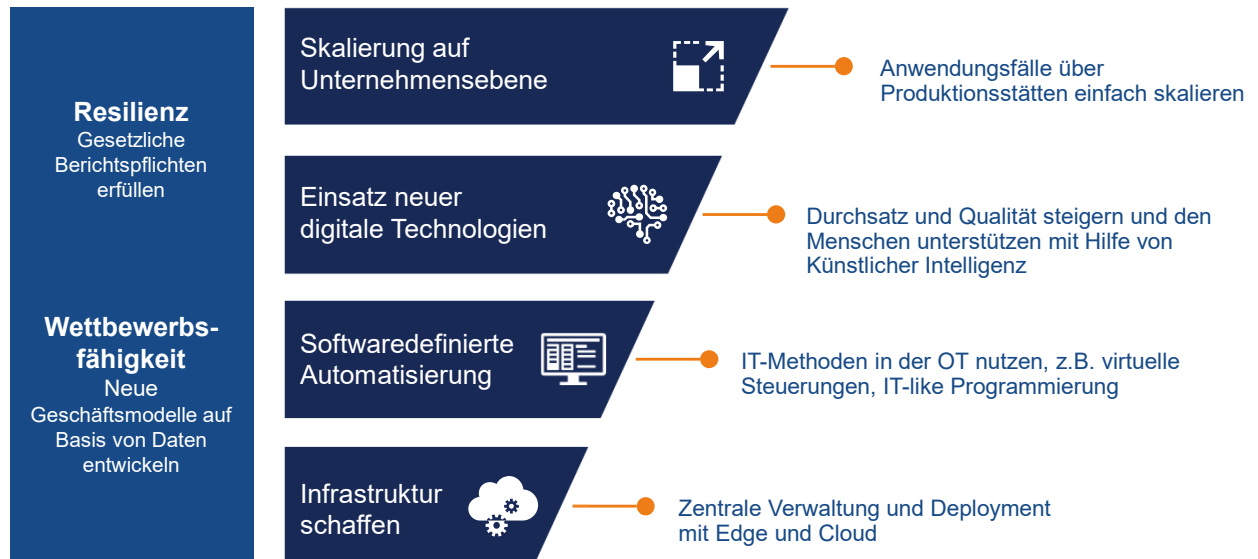 Resilienz
Gesetzliche
Berichtspflichten
erfüllen
Wettbewerbs-
fähigkeit
Neue
Geschäftsmodelle auf
Basis von Daten
entwickeln
Skalierung auf
Unternehmensebene
Anwendungsfälle über
Produktionsstätten einfach skalieren
Einsatz neuer
digitale Technologien
Durchsatz und Qualität steigern und den
Menschen unterstützen mit Hilfe von
Künstlicher Intelligenz
Softwaredefinierte
Automatisierung
IT-Methoden in der OT nutzen, z.B. virtuelle
Steuerungen, IT-like Programmierung
Infrastruktur
schaffen
Zentrale Verwaltung und Deployment
mit Edge und Cloud